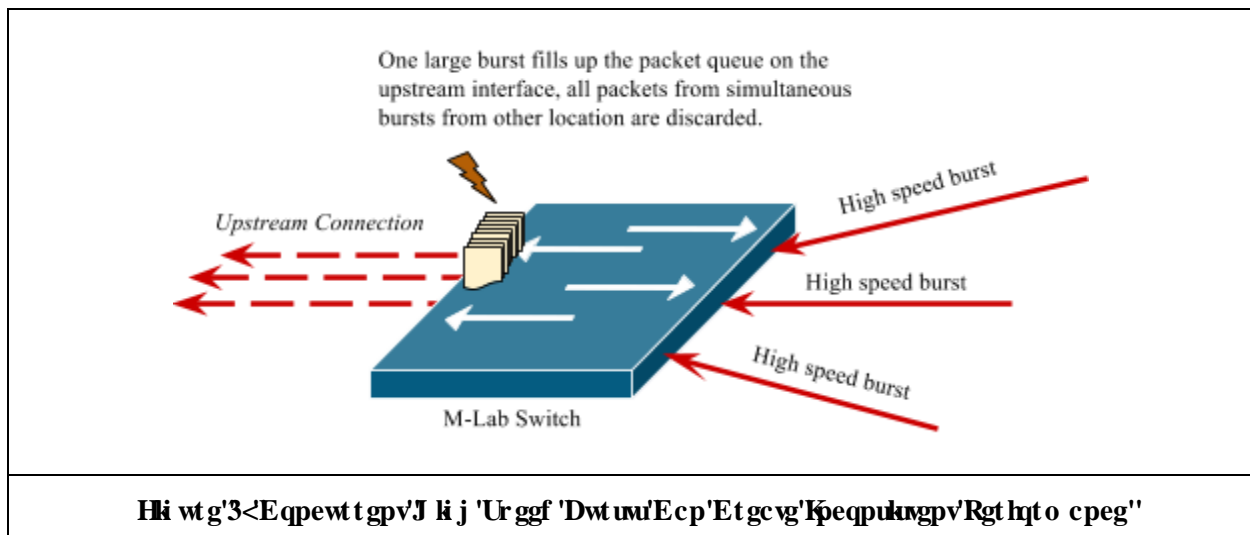 One large burst fills up the packet queue on the
upstream interface, all packets from simultaneous
bursts from other location are discarded.
High speed burst
Upstream Connection
High speed burst
High speed burst
M-Lab Switch
Hki wtg'3<'Eqpewttgpv'J ki j 'Urggf 'Dwtuvu'Ecp'Etgcvg'Kpeqpukuvgpv'Rgthqto cpeg''